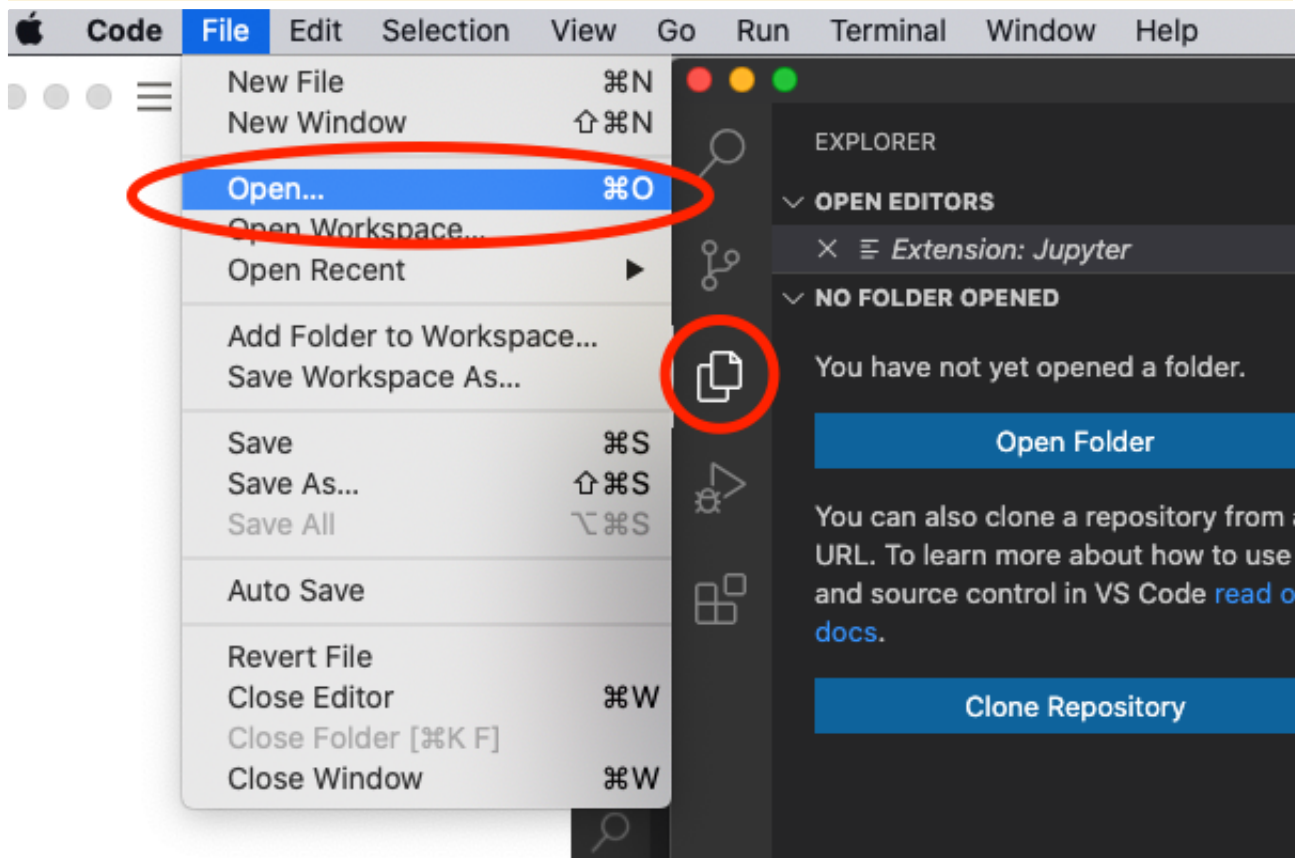 Code File Edit Selection View Go Run Terminal Window Help
New File ⌘N
New Window ⇧⌘N
Open... ⌘O
Open Workspace...
Open Recent ▶
Add Folder to Workspace...
Save Workspace As...
Save ⌘S
Save As... ⇧⌘S
Save All ⌥⌘S
Auto Save
Revert File
Close Editor ⌘W
Close Folder [⌘K F]
Close Window ⌘W
EXPLORER
OPEN EDITORS
Extension: Jupyter
NO FOLDER OPENED
You have not yet opened a folder.
Open Folder
You can also clone a repository from
URL. To learn more about how to use
and source control in VS Code read
docs.
Clone Repository